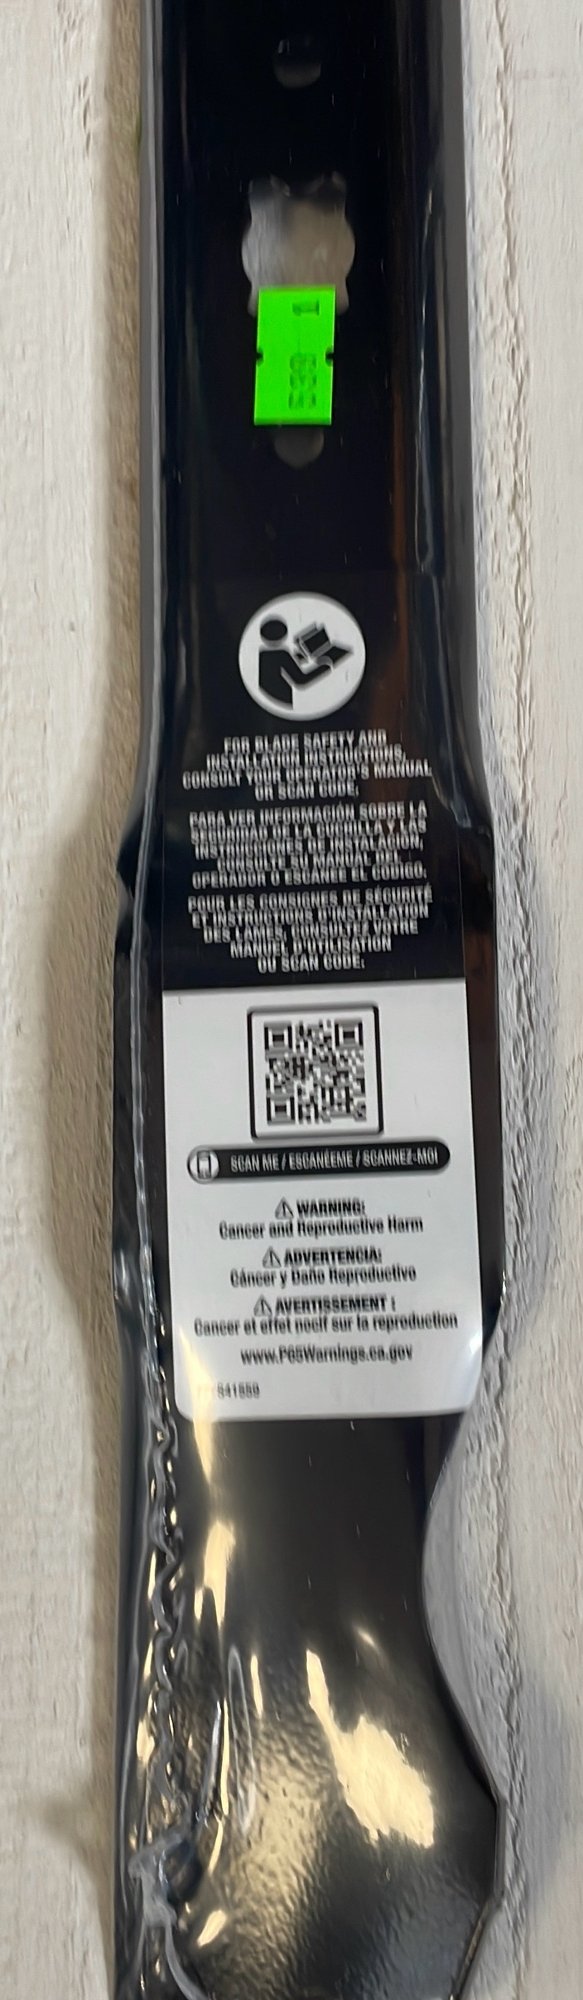 FOR BLADE SAFETY AND
INSTALLATION INSTRUCTIONS,
CONSULT YOUR OPERATOR'S MANUAL
OR SCAN CODE.
PARA VER INFORMACIÓN SOBRE LA
SEGURIDAD DE LA CUCHILLA Y LAS
INSTRUCCIONES DE INSTALACIÓN
CONSULTE SU MANUAL DEL
OPERADOR O ESCANEE EL CÓDIGO.
POUR LES CONSIGNES DE SÉCURITÉ
ET INSTRUCTIONS D'INSTALLATION
DES LAMES, CONSULTEZ VOTRE
MANUEL D'UTILISATION
OU SCAN CODE.
SCAN ME / ESCANÉEME / SCANNEZ-MOI
WARNING:
Cancer and Reproductive Harm
ADVERTENCIA:
Cáncer y Daño Reproductivo
AVERTISSEMENT :
Cancer et effet nocif sur la reproduction
www.P65Warnings.ca.gov